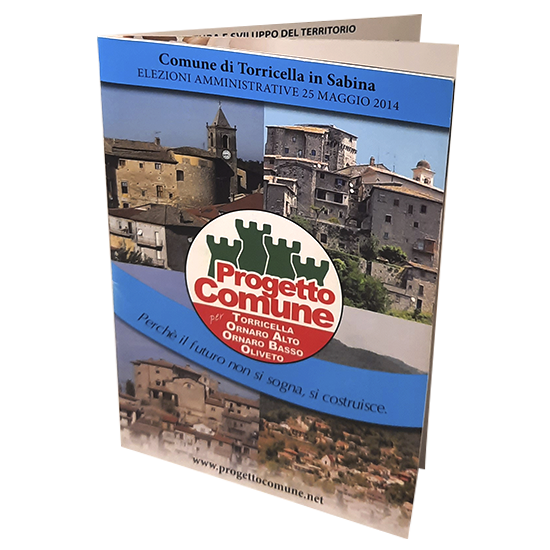 E SVILUPPO DEL TERRITORIO
Comune di Torricella in Sabina
ELEZIONI AMMINISTRATIVE 25 MAGGIO 2014
Progetto
Comune
per TORRICELLA
ORNARO ALTO
ORNARO BASSO
OLIVETO
Perchè il futuro non si sogna, si costruisce.
www.progettocomune.net